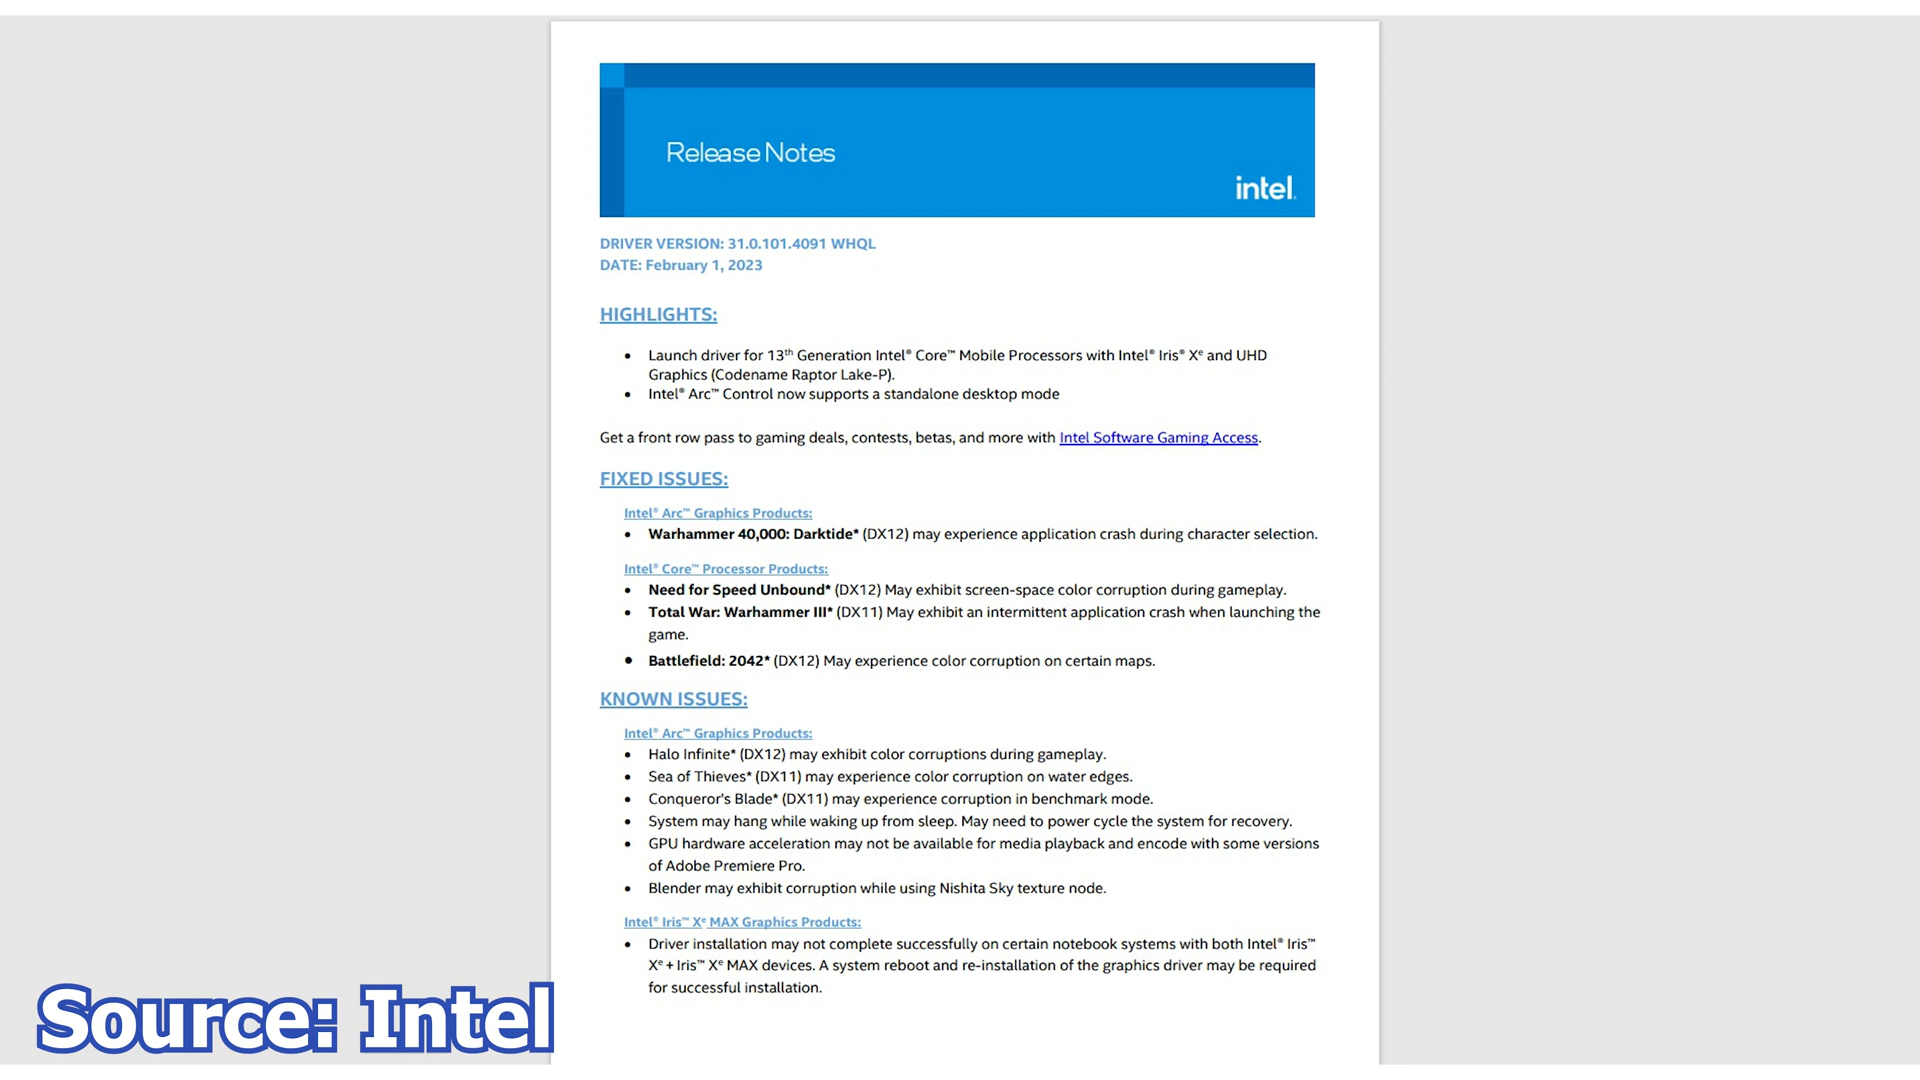 Release Notes
intel.
DRIVER VERSION: 31.0.101.4091 WHQL
DATE: February 1, 2023
HIGHLIGHTS:
• Launch driver for 13th Generation Intel® Core™ Mobile Processors with Intel® Iris® Xe and UHD
Graphics (Codename Raptor Lake-P).
• Intel® Arc™ Control now supports a standalone desktop mode
Get a front row pass to gaming deals, contests, betas, and more with Intel Software Gaming Access.
FIXED ISSUES:
Intel® Arc™ Graphics Products:
• Warhammer 40,000: Darktide* (DX12) may experience application crash during character selection.
Intel® Core™ Processor Products:
• Need for Speed Unbound* (DX12) May exhibit screen-space color corruption during gameplay.
• Total War: Warhammer III* (DX11) May exhibit an intermittent application crash when launching the
game.
• Battlefield: 2042* (DX12) May experience color corruption on certain maps.
KNOWN ISSUES:
Intel® Arc™ Graphics Products:
• Halo Infinite* (DX12) may exhibit color corruptions during gameplay.
• Sea of Thieves* (DX11) may experience color corruption on water edges.
• Conqueror's Blade* (DX11) may experience corruption in benchmark mode.
• System may hang while waking up from sleep. May need to power cycle the system for recovery.
• GPU hardware acceleration may not be available for media playback and encode with some versions
of Adobe Premiere Pro.
• Blender may exhibit corruption while using Nishita Sky texture node.
Intel® Iris™ Xe MAX Graphics Products:
• Driver installation may not complete successfully on certain notebook systems with both Intel® Iris™
Xe + Iris™ Xe MAX devices. A system reboot and re-installation of the graphics driver may be required
for successful installation.
Source: Intel